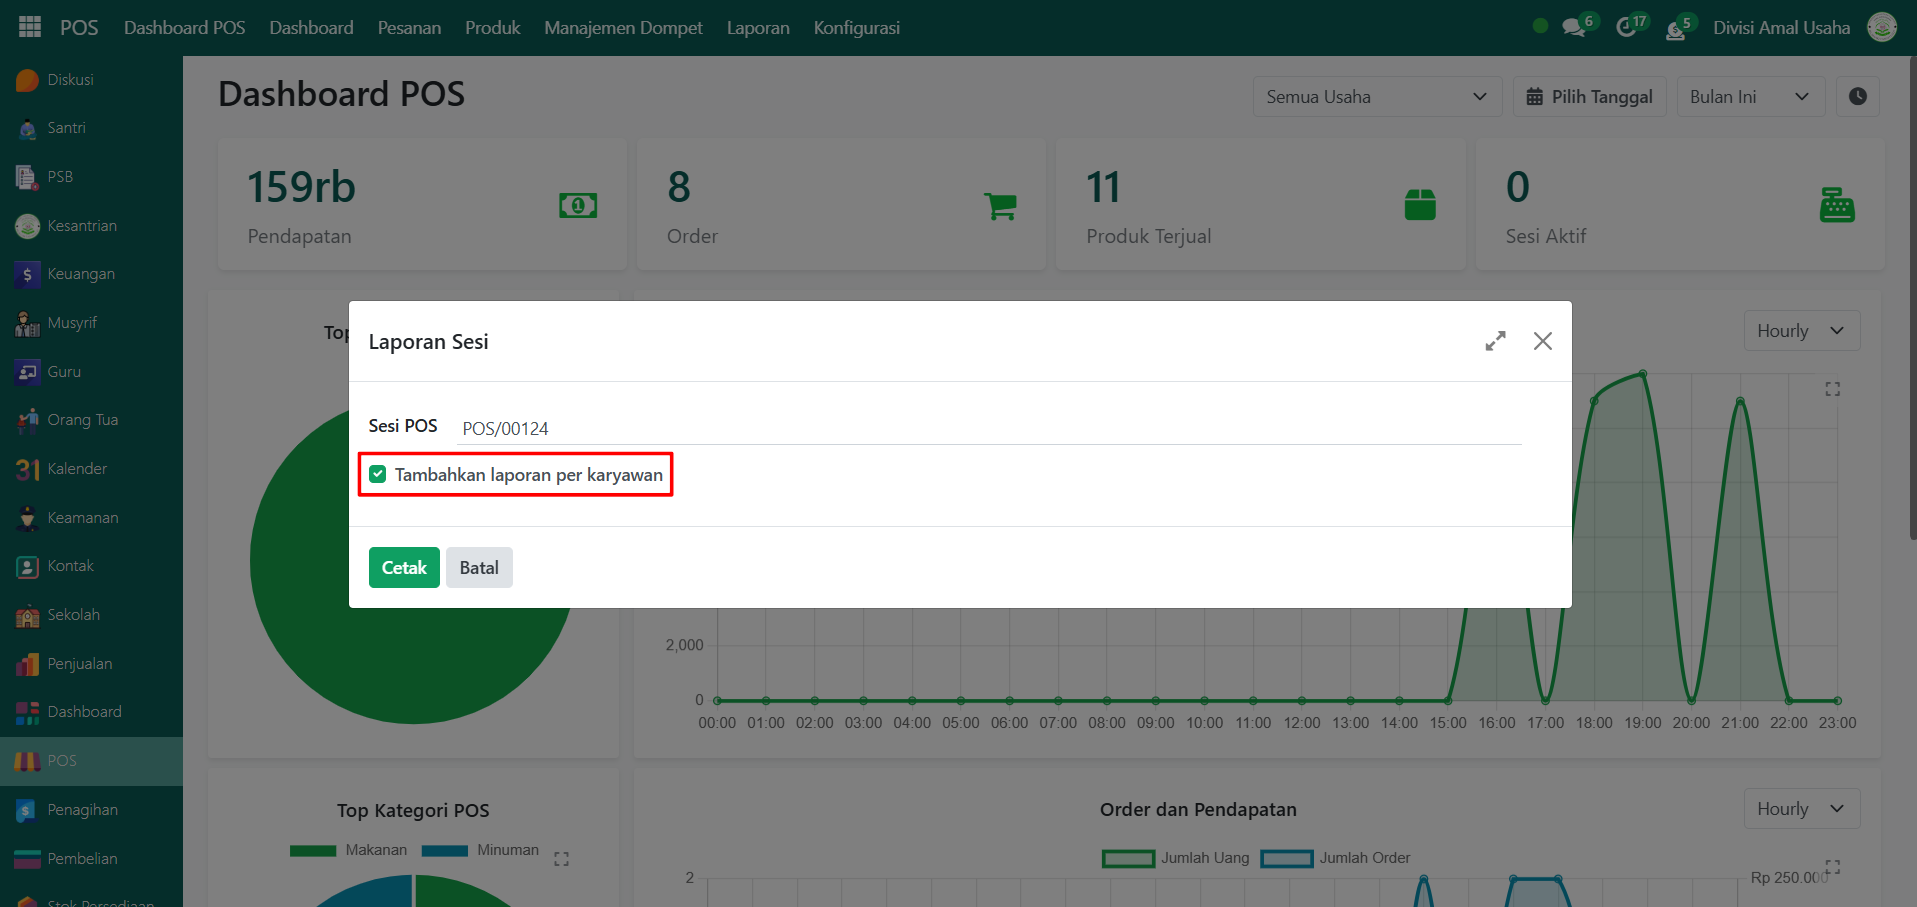 POS Dashboard POS Dashboard Pesanan Produk Manajemen Dompet Laporan Konfigurasi 6 17 5 Divisi Amal Usaha
Diskusi
Santri
PSB
Kesantrian
Keuangan
Musyrif
Guru
Orang Tua
31 Kalender
Keamanan
Kontak
Sekolah
Penjualan
Dashboard
POS
Penagihan
Pembelian
Stok Persediaan
Dashboard POS
Semua Usaha Pilih Tanggal Bulan Ini
159rb
Pendapatan
8
Order
11
Produk Terjual
0
Sesi Aktif
Top
Hourly
Laporan Sesi
Sesi POS POS/00124
Tambahkan laporan per karyawan
Cetak Batal
2,000
0
00:00 01:00 02:00 03:00 04:00 05:00 06:00 07:00 08:00 09:00 10:00 11:00 12:00 13:00 14:00 15:00 16:00 17:00 18:00 19:00 20:00 21:00 22:00 23:00
Top Kategori POS
Makanan Minuman
Order dan Pendapatan
Hourly
Jumlah Uang Jumlah Order
2
Rp 250.000